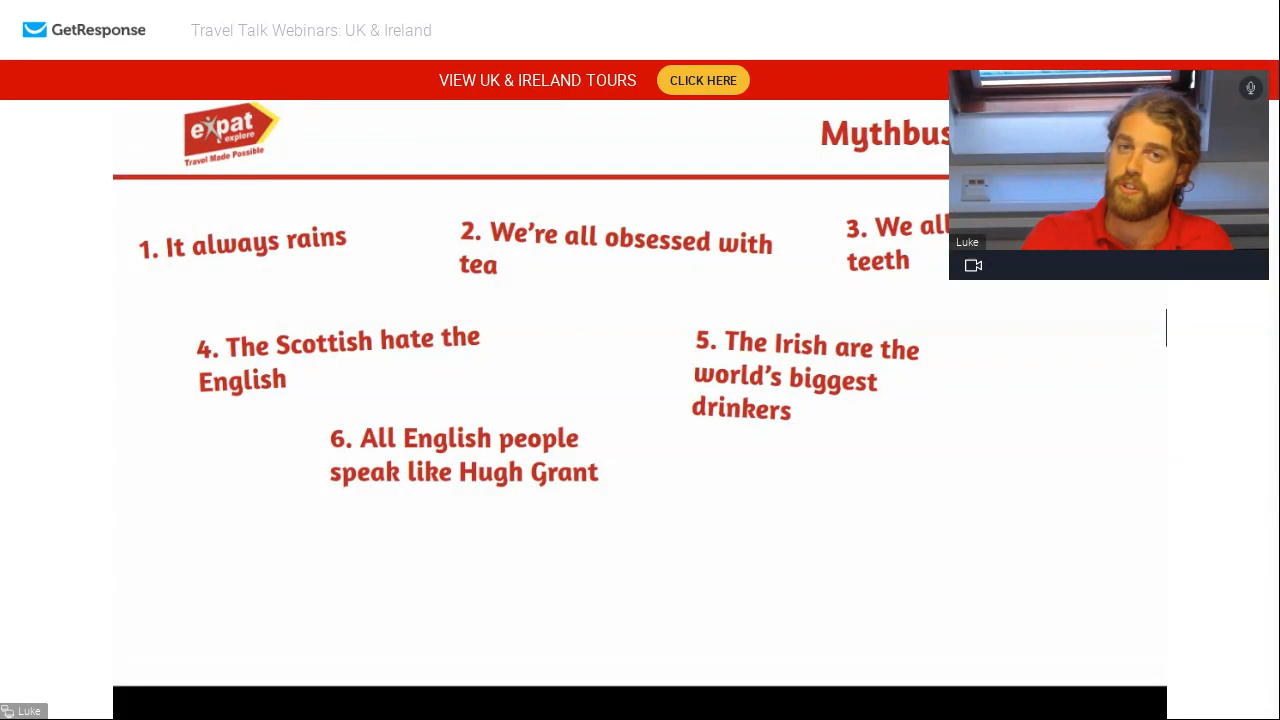 GetResponse
Travel Talk Webinars: UK & Ireland
VIEW UK & IRELAND TOURS
CLICK HERE
expat
explore
Travel Made Possible
1. It always rains
2. We're all obsessed with
tea
3. We all
teeth
Luke
4. The Scottish hate the
English
5. The Irish are the
world's biggest
drinkers
6. All English people
speak like Hugh Grant
Luke